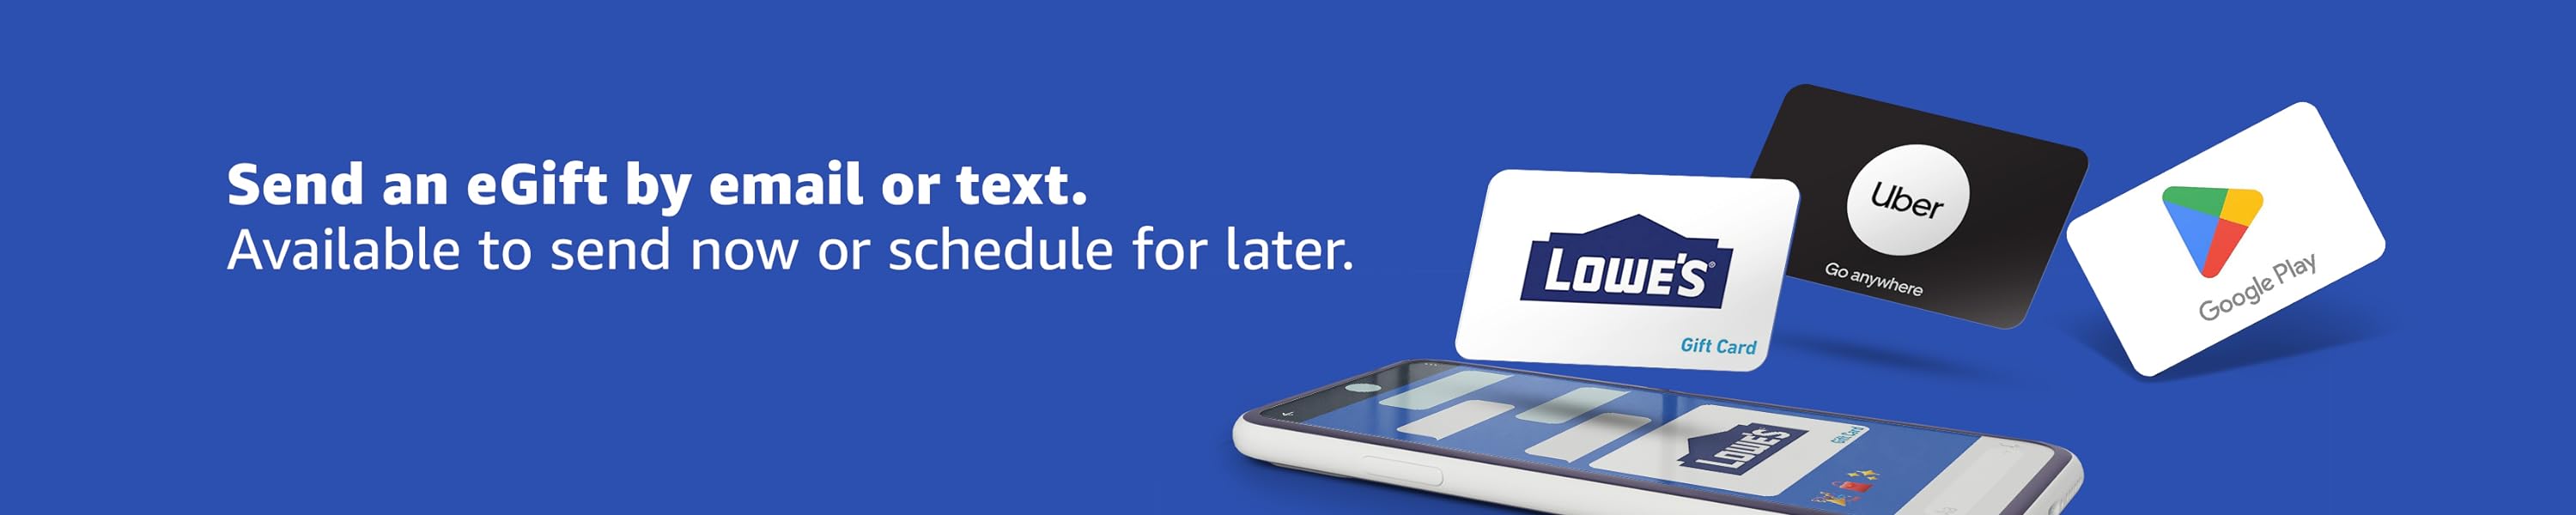 Send an eGift by email or text.
Available to send now or schedule for later.
LOWE'S®
Gift Card
Uber
Go anywhere
Google Play
LOWE'S
Gift Card